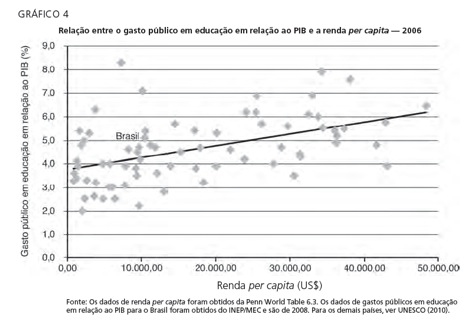 GRÁFICO 4
Relação entre o gasto público em educação em relação ao PIB e a renda per capita — 2006
Gasto público em educação em relação ao PIB (%)
9,0
8,0
7,0
6,0
5,0
4,0
3,0
2,0
1,0
0,0
Brasil
0,00 10.000,00 20.000,00 30.000,00 40.000,00 50.000,00
Renda per capita (US$)
Fonte: Os dados de renda per capita foram obtidos da Penn World Table 6.3. Os dados de gastos públicos em educação
em relação ao PIB para o Brasil foram obtidos do INEP/MEC e são de 2008. Para os demais países, ver UNESCO (2010).